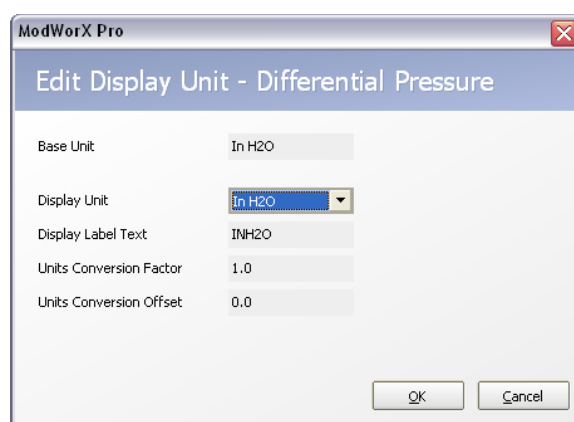 ModWorX Pro
Edit Display Unit - Differential Pressure
Base Unit In H2O
Display Unit In H2O
Display Label Text INH2O
Units Conversion Factor 1.0
Units Conversion Offset 0.0
OK Cancel